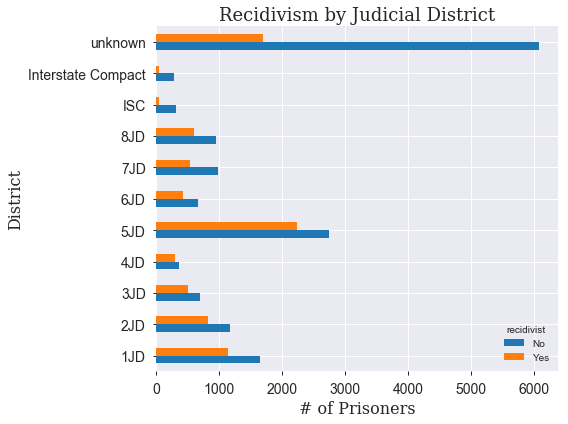 Recidivism by Judicial District
unknown
Interstate Compact
ISC
8JD
7JD
6JD
5JD
4JD
3JD
2JD
1JD
District
recidivist
No
Yes
0 1000 2000 3000 4000 5000 6000
# of Prisoners